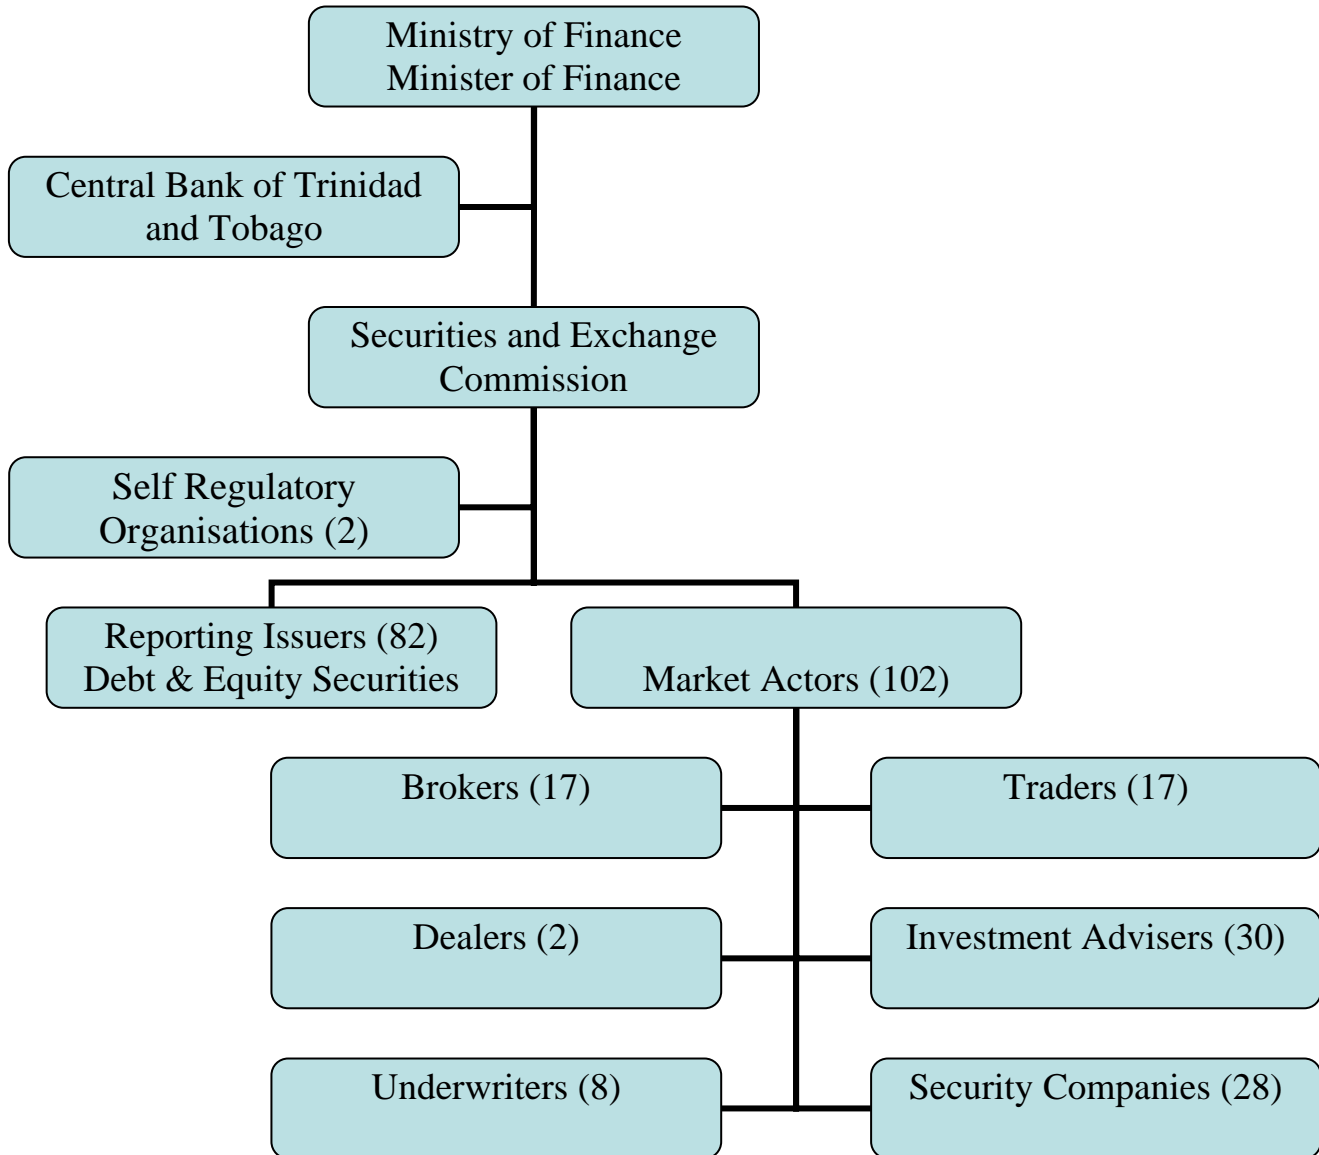 Ministry of Finance
Minister of Finance
Central Bank of Trinidad
and Tobago
Securities and Exchange
Commission
Self Regulatory
Organisations (2)
Reporting Issuers (82)
Debt & Equity Securities
Market Actors (102)
Brokers (17)
Traders (17)
Dealers (2)
Investment Advisers (30)
Underwriters (8)
Security Companies (28)